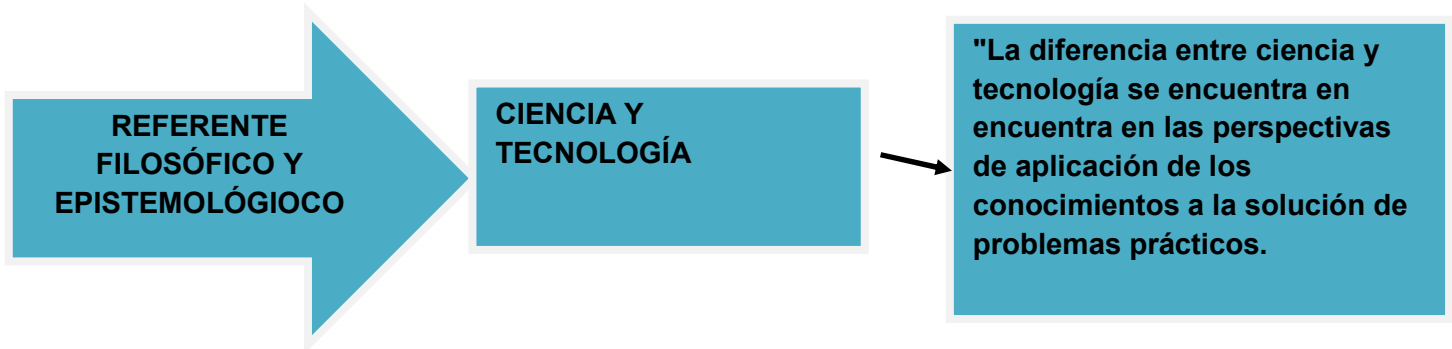 REFERENTE
FILOSÓFICO Y
EPISTEMOLÓGIOCO
CIENCIA Y
TECNOLOGÍA
"La diferencia entre ciencia y
tecnología se encuentra en
encuentra en las perspectivas
de aplicación de los
conocimientos a la solución de
problemas prácticos.